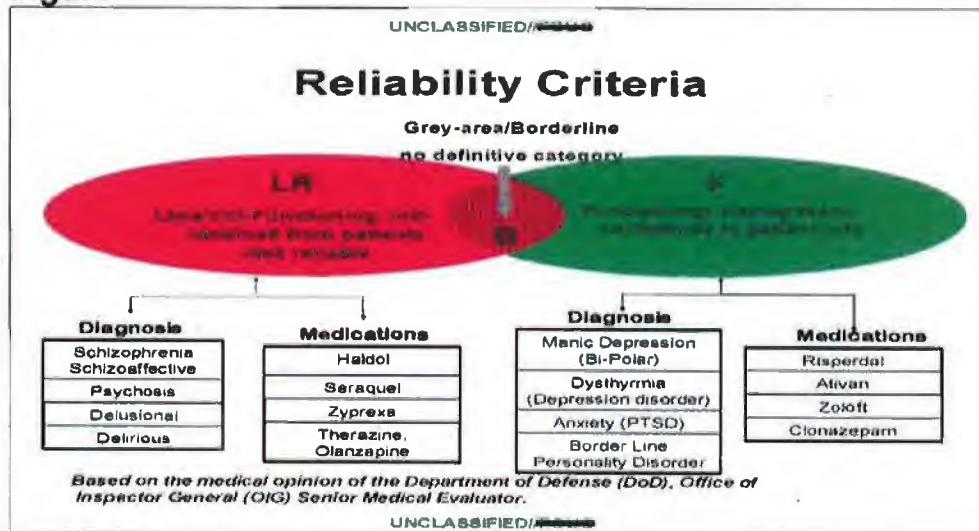 UNCLASSIFIED//
Reliability Criteria
Grey-area/Borderline
no definitive category
LR
Diagnosis
Schizophrenia
Schizoaffective
Psychosis
Delusional
Delirious
Medications
Haldol
Seraquel
Zyprexa
Therazine,
Olanzapine
Diagnosis
Manic Depression
(Bi-Polar)
Dysthymia
(Depression disorder)
Anxiety (PTSD)
Border Line
Personality Disorder
Medications
Risperdal
Ativan
Zoloft
Clonazepam
Based on the medical opinion of the Department of Defense (DoD), Office of
Inspector General (OIG) Senior Medical Evaluator.
UNCLASSIFIED//